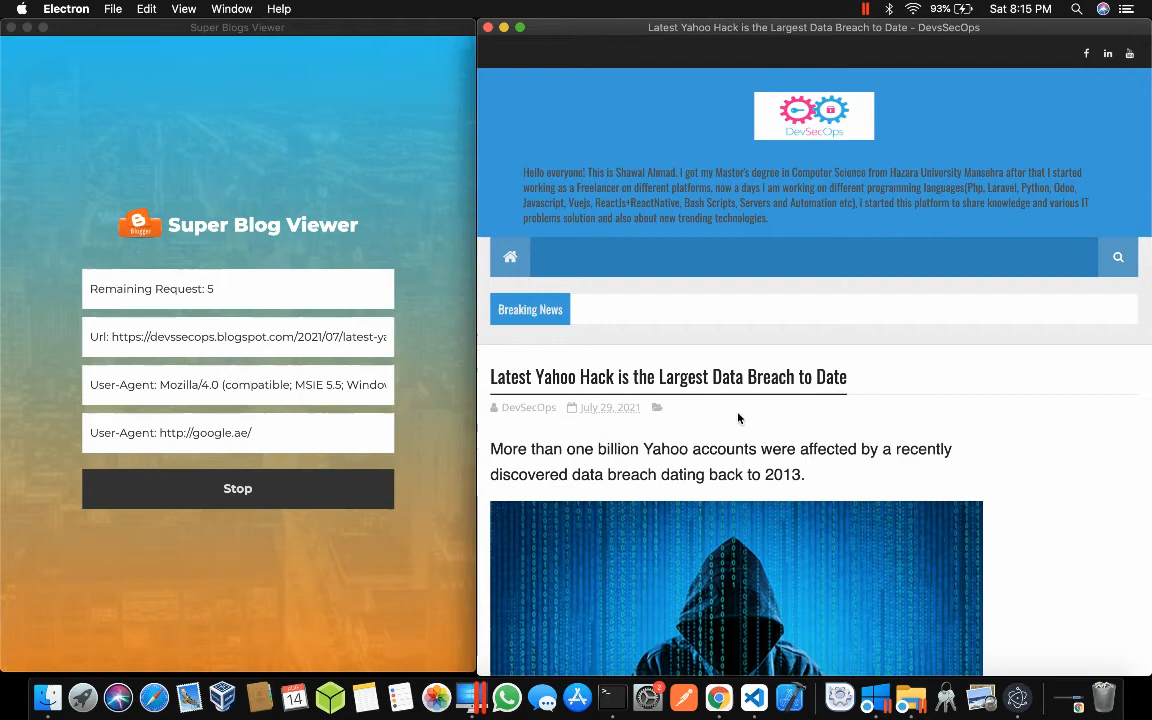 Electron File Edit View Window Help
93% Sat 8:15 PM
Super Blogs Viewer
Latest Yahoo Hack is the Largest Data Breach to Date - DevsSecOps
Blogger
Super Blog Viewer
Remaining Request: 5
Url: https://devssecops.blogspot.com/2021/07/latest-ya
User-Agent: Mozilla/4.0 (compatible; MSIE 5.5; Window
User-Agent: http://google.ae/
Stop
DevSecOps
Hello everyone! This is Shawal Ahmad. I got my Master's degree in Computer Science from Hazara University Mansehra after that I started
working as a Freelancer on different platforms, now a days I am working on different programming languages(Php, Laravel, Python, Odoo,
Javascript, Vuejs, ReactJs+ReactNative, Bash Scripts, Servers and Automation etc), i started this platform to share knowledge and various IT
problems solution and also about new trending technologies.
Breaking News
Latest Yahoo Hack is the Largest Data Breach to Date
DevSecOps July 29, 2021
More than one billion Yahoo accounts were affected by a recently
discovered data breach dating back to 2013.